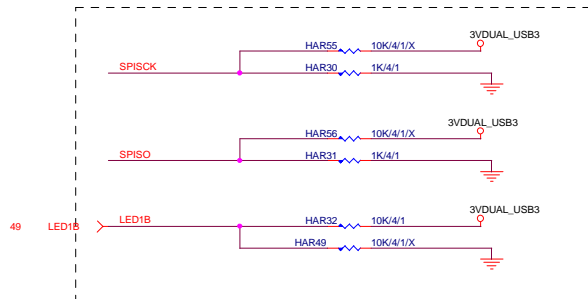 3VDUAL_USB3
HAR55 10K/4/1/X
SPISCK HAR30 1K/4/1
3VDUAL_USB3
HAR56 10K/4/1/X
SPISO HAR31 1K/4/1
3VDUAL_USB3
49 LED1B LED1B HAR32 10K/4/1
HAR49 10K/4/1/X